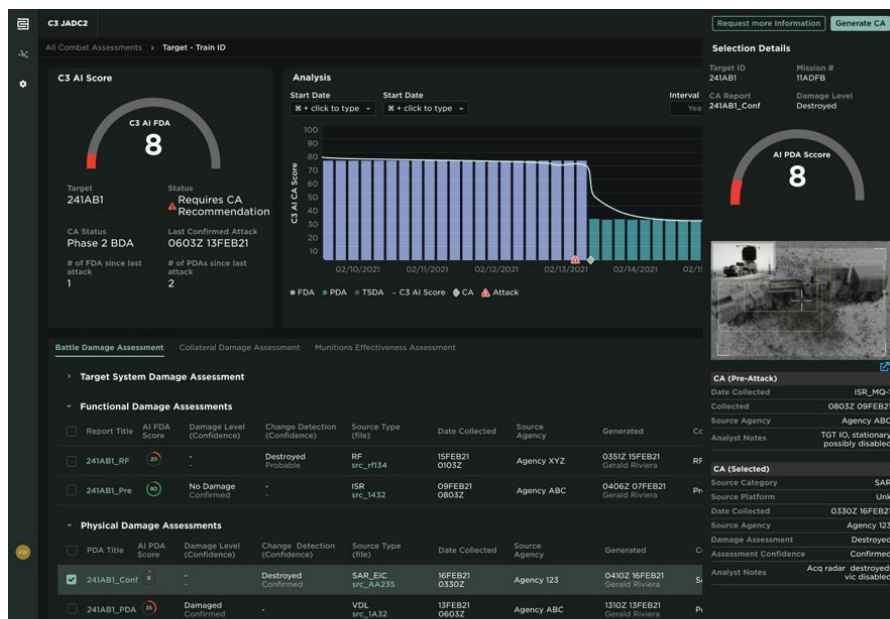 C3 JADC2
Request more information
Generate CA
All Combat Assessments > Target - Train ID
C3 AI Score
C3 AI FDA
8
Target
241AB1
Status
Requires CA
Recommendation
CA Status
Phase 2 BDA
Last Confirmed Attack
0603Z 13FEB21
# of FDA since last
attack
1
# of PDAs since last
attack
2
Analysis
Start Date
⌘ + click to type
Start Date
⌘ + click to type
Interval
Yea
C3 AI CA Score
100
90
80
70
60
50
40
30
20
10
02/10/2021
02/11/2021
02/12/2021
02/13/2021
02/14/2021
02/15
FDA PDA TSDA - C3 AI Score CA Attack
Selection Details
Target ID
241AB1
Mission #
11ADFB
CA Report
241AB1_Conf
Damage Level
Destroyed
AI PDA Sccore
8
CA (Pre-Attack)
Date Collected ISR_MQ-1
Collected 0803Z 09FEB21
Source Agency Agency ABC
Analyst Notes TGT IO, stationary
possibly disabled
CA (Selected)
Source Category SAR
Source Platform Unk
Date Collected 0330Z 16FEB21
Source Agency Agency 123
Damage Assessment Destroyed
Assessment Confidence Confirmed
Analyst Notes Acq radar destroyed
vic disabled
Battle Damage Assessment Collateral Damage Assessment Munitions Effectiveness Assessment
Target System Damage Assessment
Functional Damage Assessments
Report Title
AI FDA
Score
Damage Level
(Confidence)
Change Detection
(Confidence)
Source Type
(file)
Date Collected
Source
Agency
Generated
Co
241AB1_RF
20
-
-
Destroyed
Probable
RF
src_rf134
15FEB21
0103Z
Agency XYZ
0351Z 15FEB21
Gerald Riviera
RF
241AB1_Pre
80
No Damage
Confirmed
-
-
ISR
src_1432
09FEB21
0803Z
Agency ABC
0406Z 07FEB21
Gerald Riviera
Pr
Physical Damage Assessments
PDA Title
AI PDA
Score
Damage Level
(Confidence)
Change Detection
(Confidence)
Source Type
(file)
Date Collected
Source
Agency
Generated
241AB1_Conf
8
-
-
Destroyed
Confirmed
SAR_EIC
src_AA235
16FEB21
0330Z
Agency 123
0410Z 16FEB21
Gerald Riviera
241AB1_PDA
35
Damaged
Confirmed
-
VDL
src_1A32
13FEB21
0603Z
Agency ABC
1310Z 13FEB21
Gerald Riviera